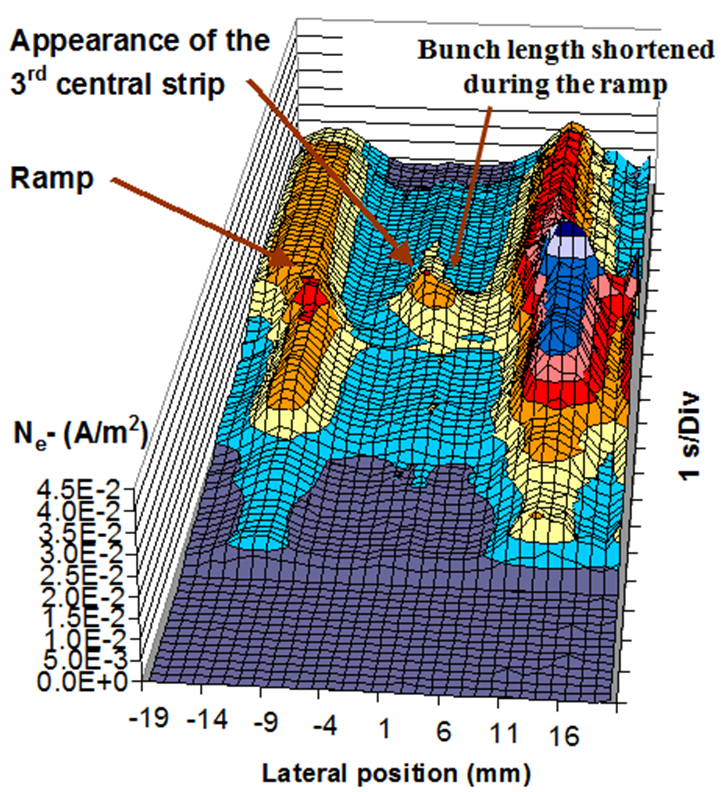 Appearance of the
3rd central strip
Bunch length shortened
during the ramp
Ramp
Ne- (A/m2)
4.5E-2
4.0E-2
3.5E-2
3.0E-2
2.5E-2
2.0E-2
1.5E-2
1.0E-2
5.0E-3
0.0E+0
-19 -14 -9 -4 1 6 11 16
Lateral position (mm)
1 s/Div